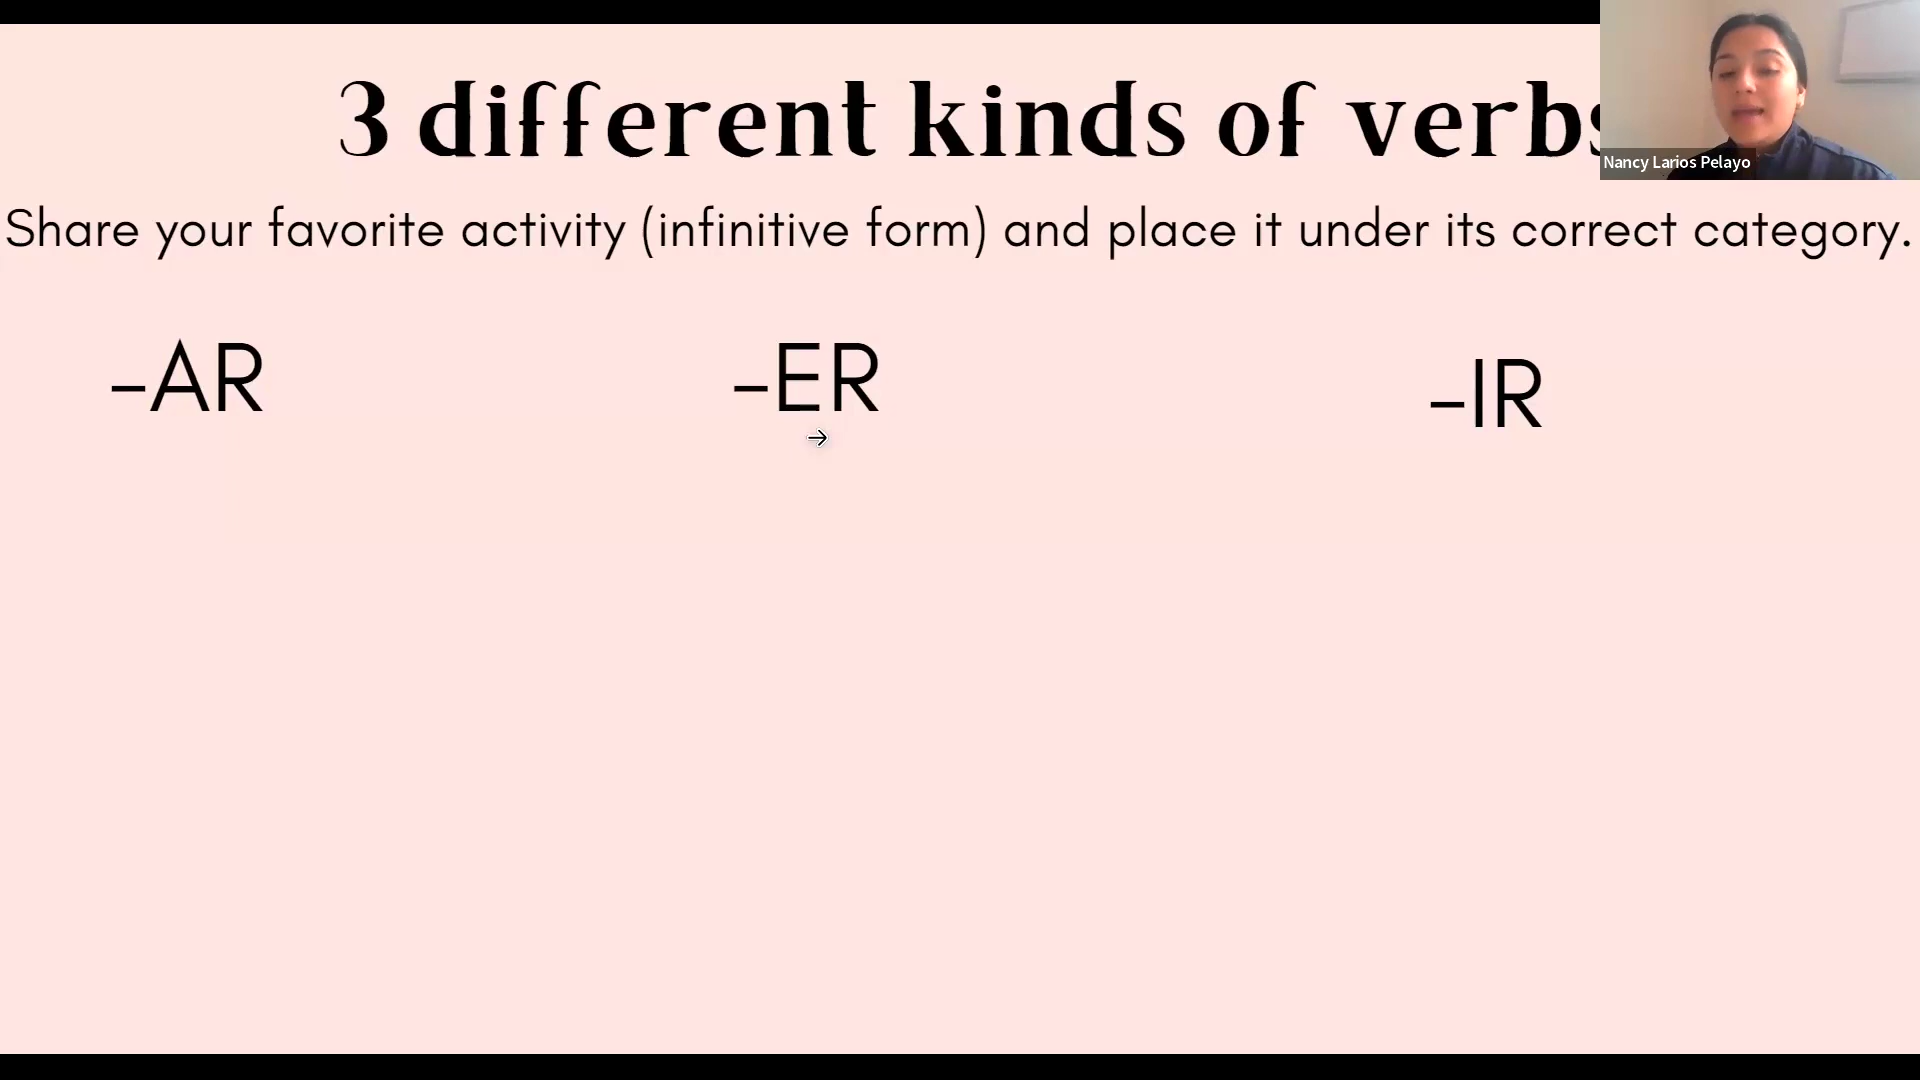 3 different kinds of verbs
Nancy Larios Pelayo
Share your favorite activity (infinitive form) and place it under its correct category.
-AR
-ER
-IR